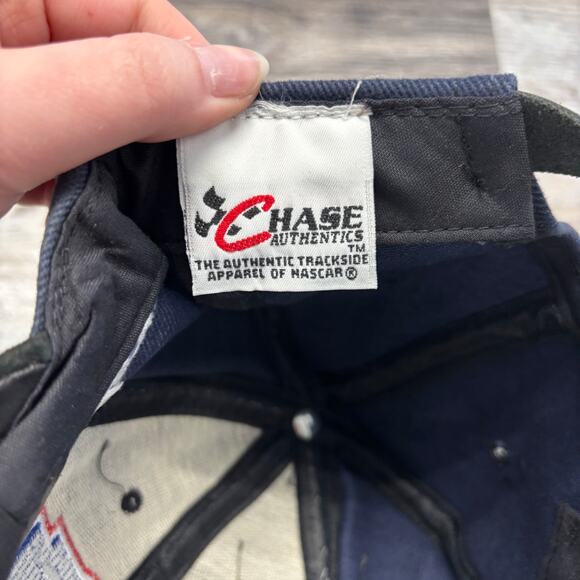 CHASE
AUTHENTICS
TM
THE AUTHENTIC TRACKSIDE
APPAREL OF NASCAR®